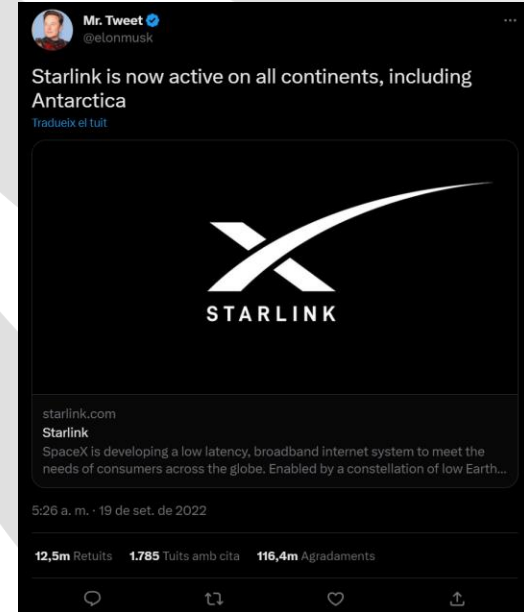 Mr. Tweet
@elonmusk
Starlink is now active on all continents, including
Antarctica
Tradueix el tuit
STARLINK
starlink.com
Starlink
SpaceX is developing a low latency, broadband internet system to meet the
needs of consumers across the globe. Enabled by a constellation of low Earth...
5:26 a. m. · 19 de set. de 2022
12,5m Retuits 1.785 Tuits amb cita 116,4m Agradaments